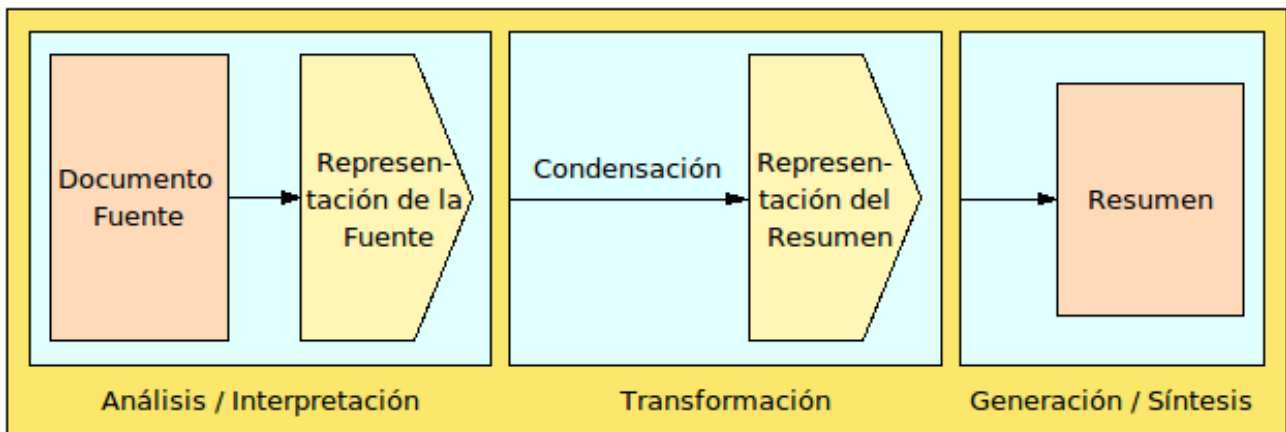 Documento
Fuente
Represen-
tación de la
Fuente
Condensación
Represen-
tación del
Resumen
Resumen
Análisis / Interpretación
Transformación
Generación / Síntesis